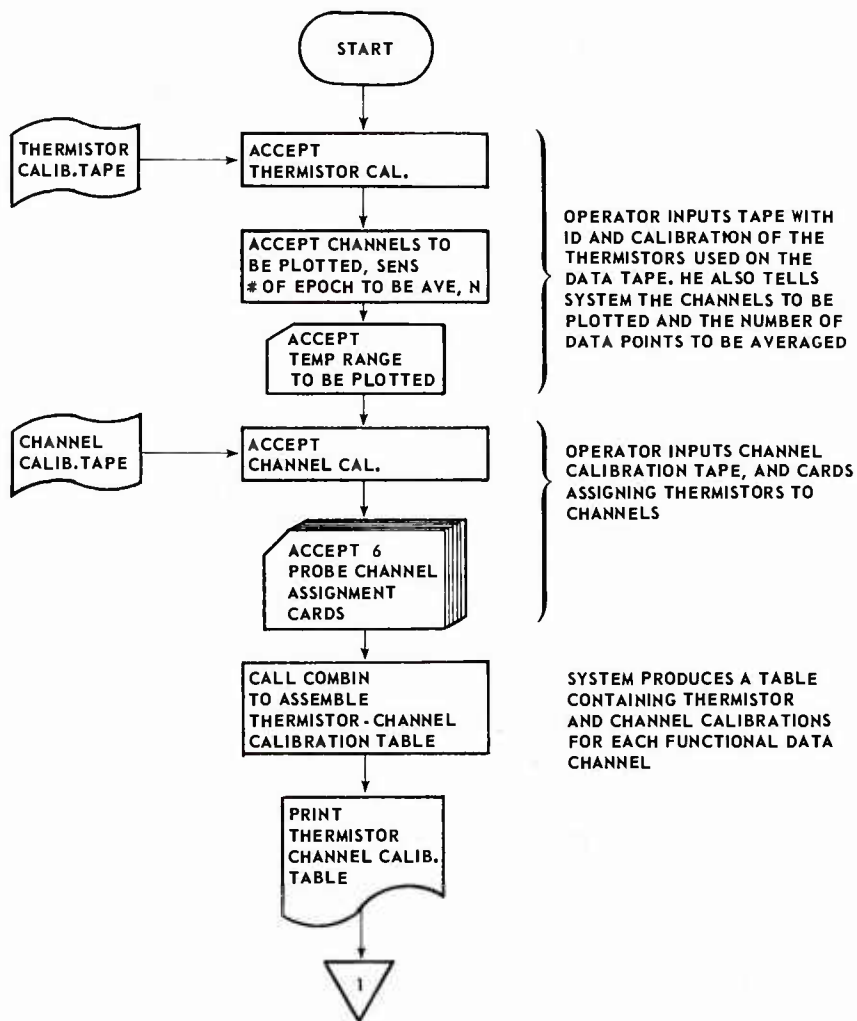 START
THERMISTOR
CALIB.TAPE
ACCEPT
THERMISTOR CAL.
ACCEPT CHANNELS TO
BE PLOTTED, SENS
# OF EPOCH TO BE AVE, N
ACCEPT
TEMP RANGE
TO BE PLOTTED
OPERATOR INPUTS TAPE WITH
ID AND CALIBRATION OF THE
THERMISTORS USED ON THE
DATA TAPE. HE ALSO TELLS
SYSTEM THE CHANNELS TO BE
PLOTTED AND THE NUMBER OF
DATA POINTS TO BE AVERAGED
CHANNEL
CALIB.TAPE
ACCEPT
CHANNEL CAL.
ACCEPT 6
PROBE CHANNEL
ASSIGNMENT
CARDS
OPERATOR INPUTS CHANNEL
CALIBRATION TAPE, AND CARDS
ASSIGNING THERMISTORS TO
CHANNELS
CALL COMBIN
TO ASSEMBLE
THERMISTOR - CHANNEL
CALIBRATION TABLE
SYSTEM PRODUCES A TABLE
CONTAINING THERMISTOR
AND CHANNEL CALIBRATIONS
FOR EACH FUNCTIONAL DATA
CHANNEL
PRINT
THERMISTOR
CHANNEL CALIB.
TABLE
1